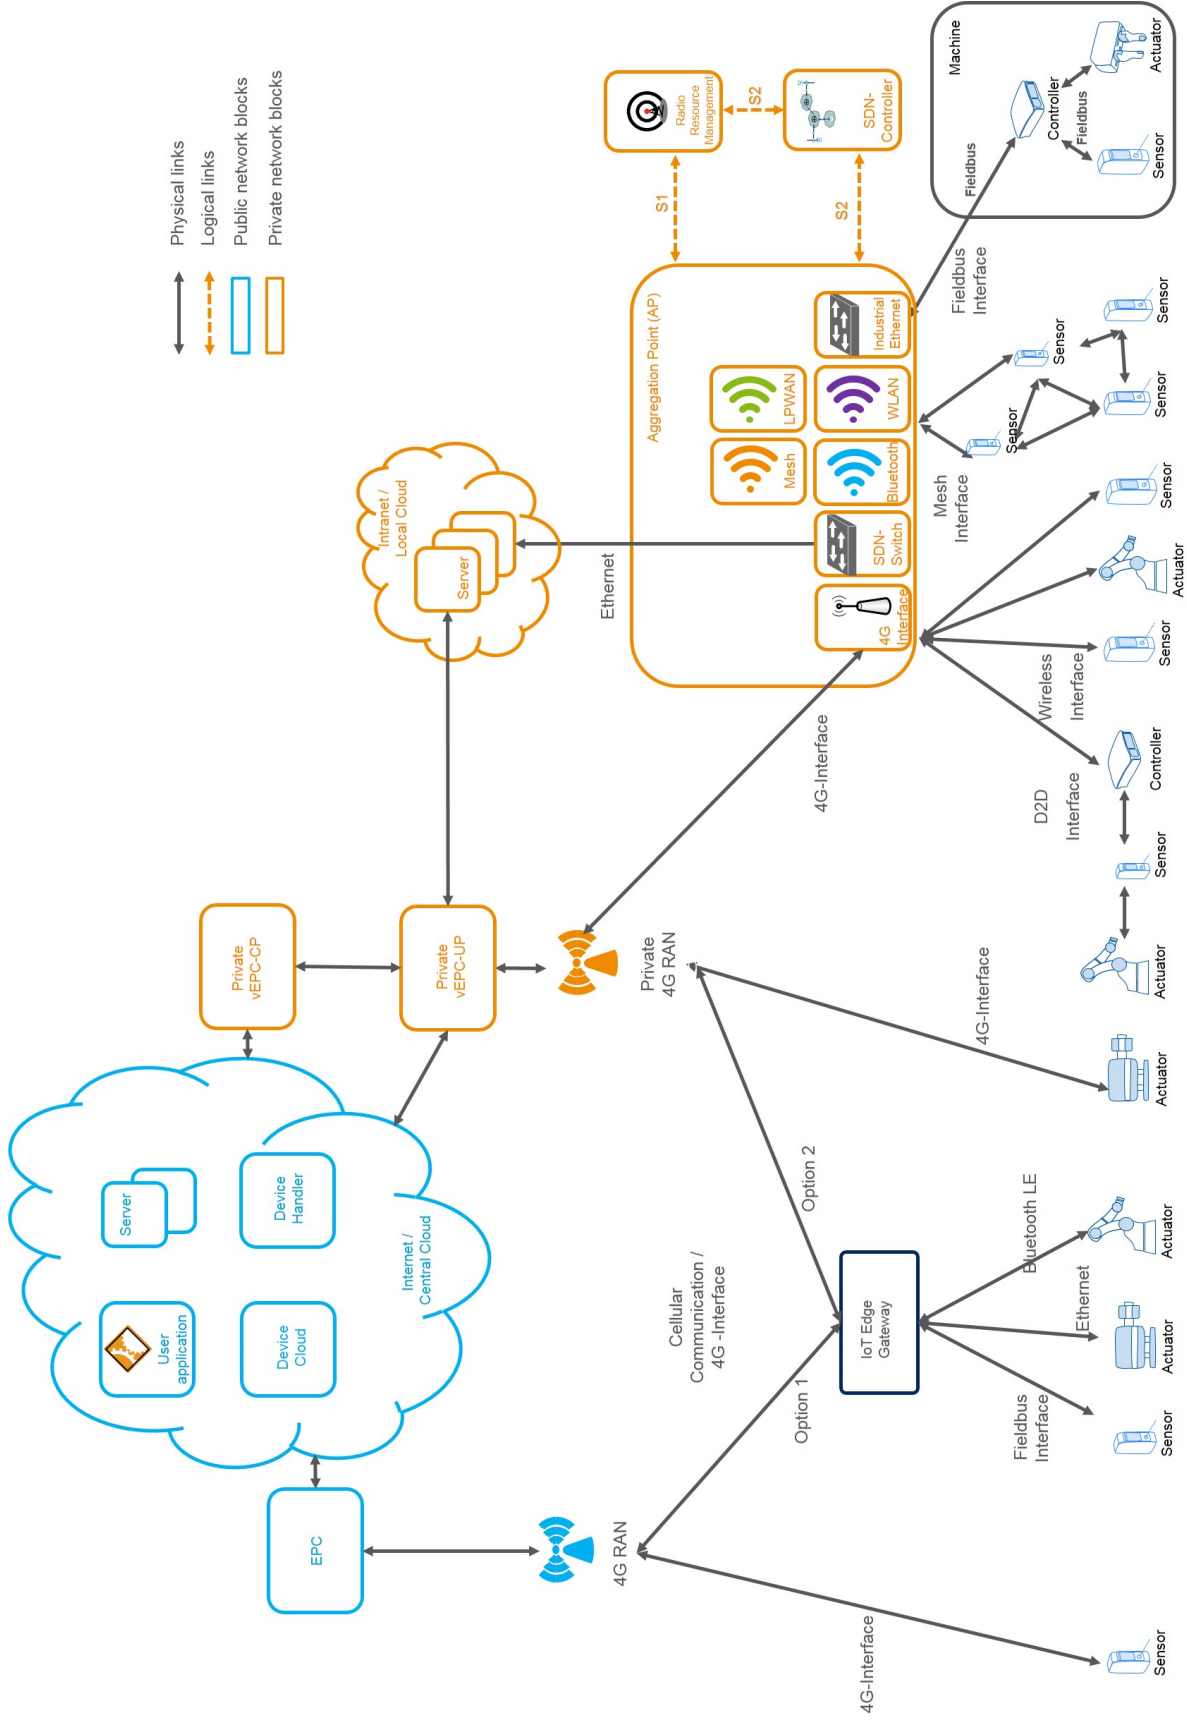 Physical links
Logical links
Public network blocks
Private network blocks
User
application
Server
Device
Cloud
Device
Handler
Internet /
Central Cloud
EPC
Private
vEPC-CP
Private
vEPC-UP
Intranet /
Local Cloud
Server
4G RAN
Private
4G RAN
Ethernet
Aggregation Point (AP)
Mesh
LPWAN
4G
Interface
SDN-
Switch
Bluetooth
WLAN
Industrial
Ethernet
S1
S2
Radio
Resource
Management
S2
SDN-
Controller
Cellular
Communication /
4G -Interface
Option 1
Option 2
4G-Interface
IoT Edge
Gateway
4G-Interface
4G-Interface
Fieldbus
Interface
Ethernet
Bluetooth LE
D2D
Interface
Wireless
Interface
Mesh
Interface
Fieldbus
Interface
Fieldbus
Machine
Controller
Fieldbus
Sensor
Actuator
Sensor
Sensor
Sensor
Sensor
Actuator
Actuator
Actuator
Actuator
Sensor
Controller
Sensor
Actuator
Sensor
Sensor
Sensor